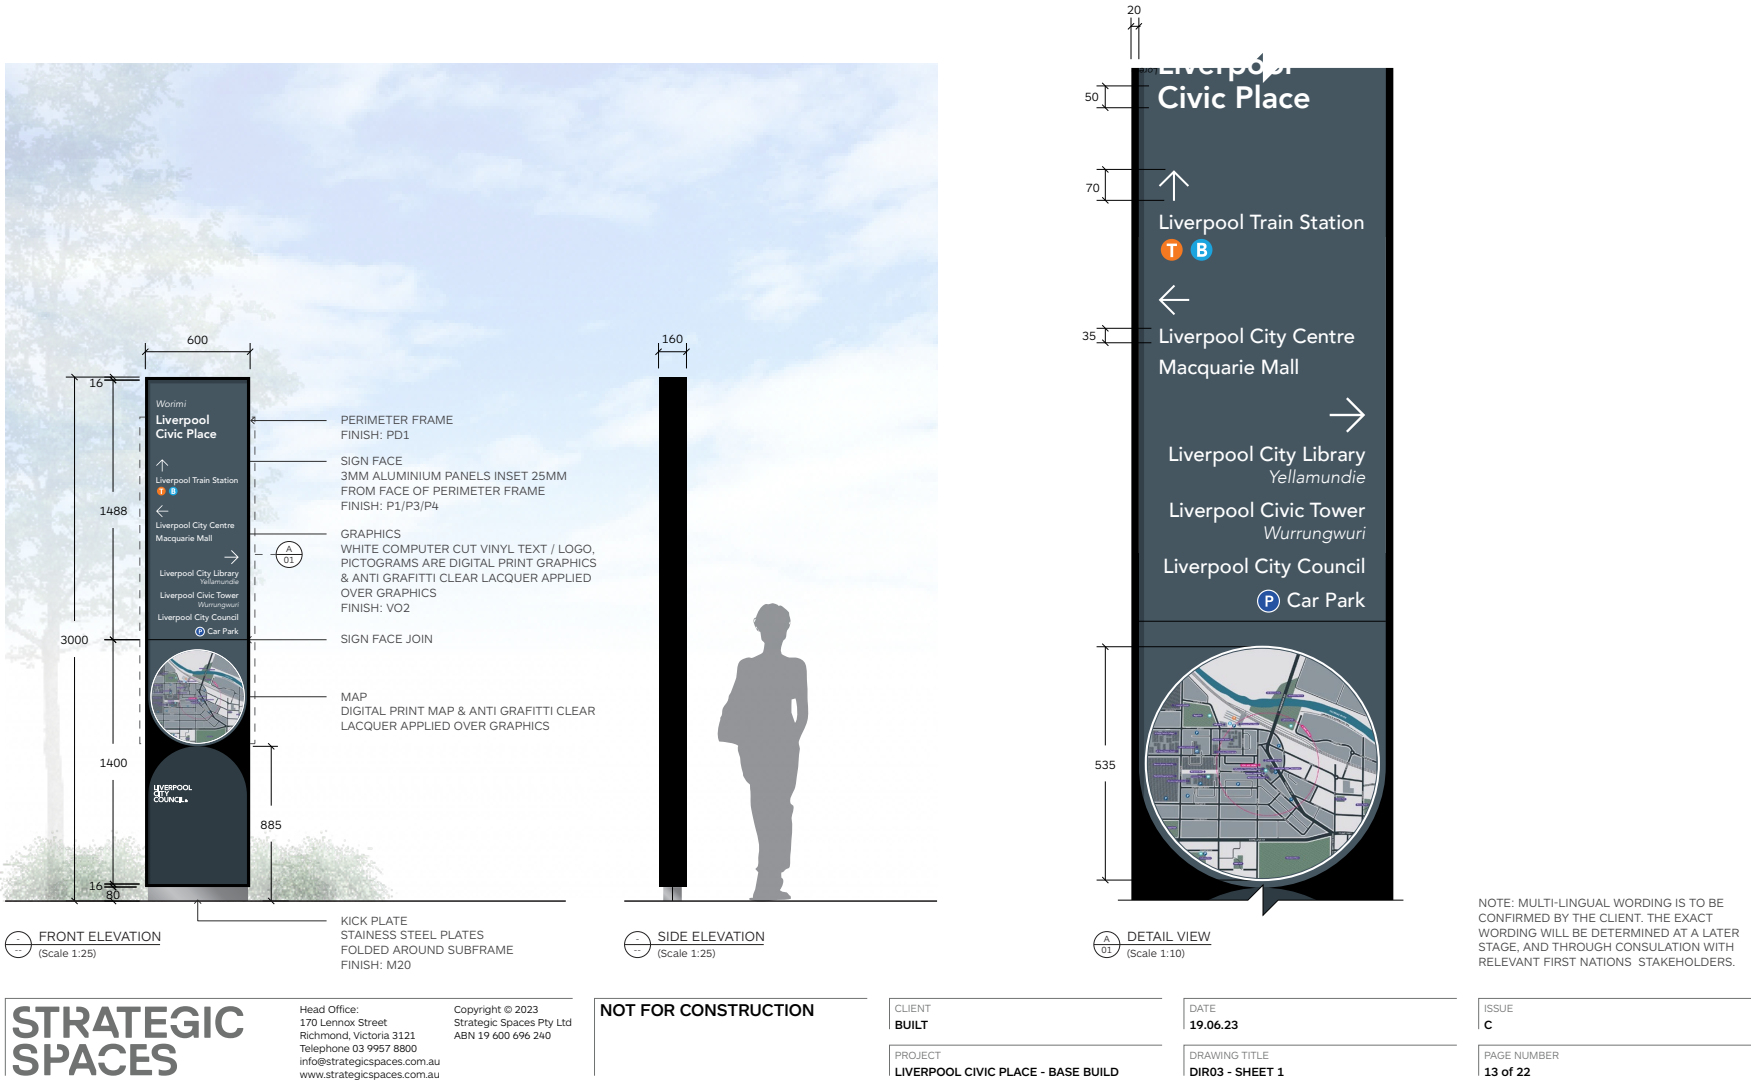 600
16
1488
3000
1400
16
80
885
Worimi
Liverpool
Civic Place
Liverpool Train Station
T B
Liverpool City Centre
Macquarie Mall
Liverpool City Library
Yellamundie
Liverpool Civic Tower
Wurrungwuri
Liverpool City Council
P Car Park
LIVERPOOL
CITY
COUNCIL
PERIMETER FRAME
FINISH: PD1
SIGN FACE
3MM ALUMINIUM PANELS INSET 25MM
FROM FACE OF PERIMETER FRAME
FINISH: P1/P3/P4
A
01
GRAPHICS
WHITE COMPUTER CUT VINYL TEXT / LOGO,
PICTOGRAMS ARE DIGITAL PRINT GRAPHICS
& ANTI GRAFITTI CLEAR LACQUER APPLIED
OVER GRAPHICS
FINISH: VO2
SIGN FACE JOIN
MAP
DIGITAL PRINT MAP & ANTI GRAFITTI CLEAR
LACQUER APPLIED OVER GRAPHICS
KICK PLATE
STAINESS STEEL PLATES
FOLDED AROUND SUBFRAME
FINISH: M20
-
--
FRONT ELEVATION
(Scale 1:25)
160
-
--
SIDE ELEVATION
(Scale 1:25)
20
50
70
35
535
Liverpool
Civic Place
Liverpool Train Station
T B
Liverpool City Centre
Macquarie Mall
Liverpool City Library
Yellamundie
Liverpool Civic Tower
Wurrungwuri
Liverpool City Council
P Car Park
A
01
DETAIL VIEW
(Scale 1:10)
NOTE: MULTI-LINGUAL WORDING IS TO BE
CONFIRMED BY THE CLIENT. THE EXACT
WORDING WILL BE DETERMINED AT A LATER
STAGE, AND THROUGH CONSULATION WITH
RELEVANT FIRST NATIONS STAKEHOLDERS.
STRATEGIC
SPACES
Head Office:
170 Lennox Street
Richmond, Victoria 3121
Telephone 03 9957 8800
info@strategicspaces.com.au
www.strategicspaces.com.au
Copyright © 2023
Strategic Spaces Pty Ltd
ABN 19 600 696 240
NOT FOR CONSTRUCTION
CLIENT
BUILT
PROJECT
LIVERPOOL CIVIC PLACE - BASE BUILD
DATE
19.06.23
DRAWING TITLE
DIR03 - SHEET 1
ISSUE
C
PAGE NUMBER
13 of 22